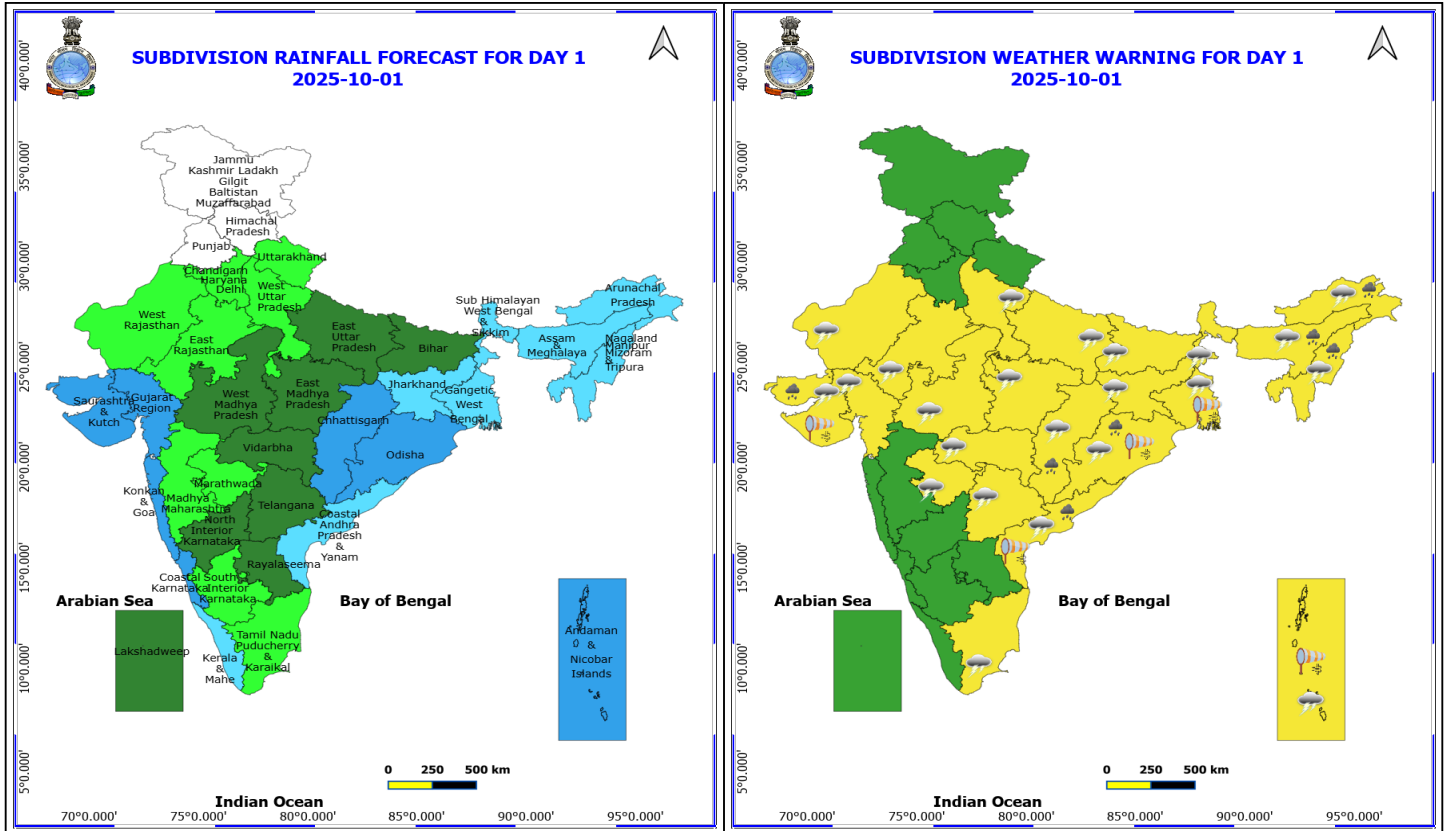 SUBDIVISION RAINFALL FORECAST FOR DAY 1
2025-10-01
40°0.000'
35°0.000'
30°0.000'
25°0.000'
20°0.000'
15°0.000'
10°0.000'
5°0.000'
Jammu
Kashmir Ladakh
Gilgit
Baltistan
Muzaffarabad
Himachal
Pradesh
Punjab
Uttarakhand
Chandigarh
Haryana
Delhi
West
Uttar
Pradesh
West
Rajasthan
East
Rajasthan
East
Uttar
Pradesh
Bihar
Sub Himalayan
West Bengal
&
Sikkim
Arunachal
Pradesh
Assam
&
Meghalaya
Nagaland
Manipur
Mizoram
&
Tripura
Saurashtra
&
Kutch
Gujarat
Region
West
Madhya
Pradesh
East
Madhya
Pradesh
Jharkhand
Gangetic
West
Bengal
Chhattisgarh
Odisha
Vidarbha
Konkan
&
Goa
Madhya
Maharashtra
Marathwada
Telangana
North
Interior
Karnataka
Coastal
Andhra
Pradesh
&
Yanam
Rayalaseema
Coastal
Karnataka
South
Interior
Karnataka
Arabian Sea
Bay of Bengal
Lakshadweep
Kerala
&
Mahe
Tamil Nadu
Puducherry
&
Karaikal
Andaman
&
Nicobar
Islands
0 250 500 km
Indian Ocean
70°0.000' 75°0.000' 80°0.000' 85°0.000' 90°0.000' 95°0.000'
SUBDIVISION WEATHER WARNING FOR DAY 1
2025-10-01
40°0.000'
35°0.000'
30°0.000'
25°0.000'
20°0.000'
15°0.000'
10°0.000'
5°0.000'
Arabian Sea
Bay of Bengal
0 250 500 km
Indian Ocean
70°0.000' 75°0.000' 80°0.000' 85°0.000' 90°0.000' 95°0.000'